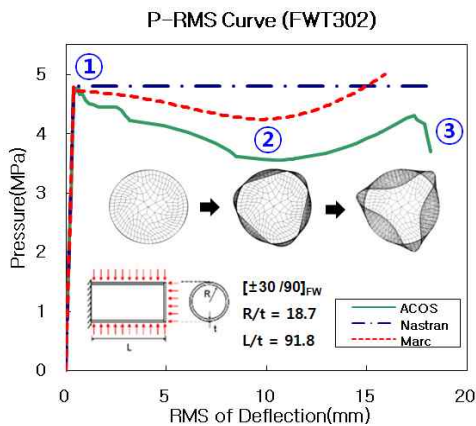 P-RMS Curve (FWT302)
Pressure(MPa)
5
4
3
2
1
0
0
5
10
15
20
RMS of Deflection(mm)
①
②
③
R
t
L
[±30 /90]FW
R/t = 18.7
L/t = 91.8
ACOS
Nastran
Marc